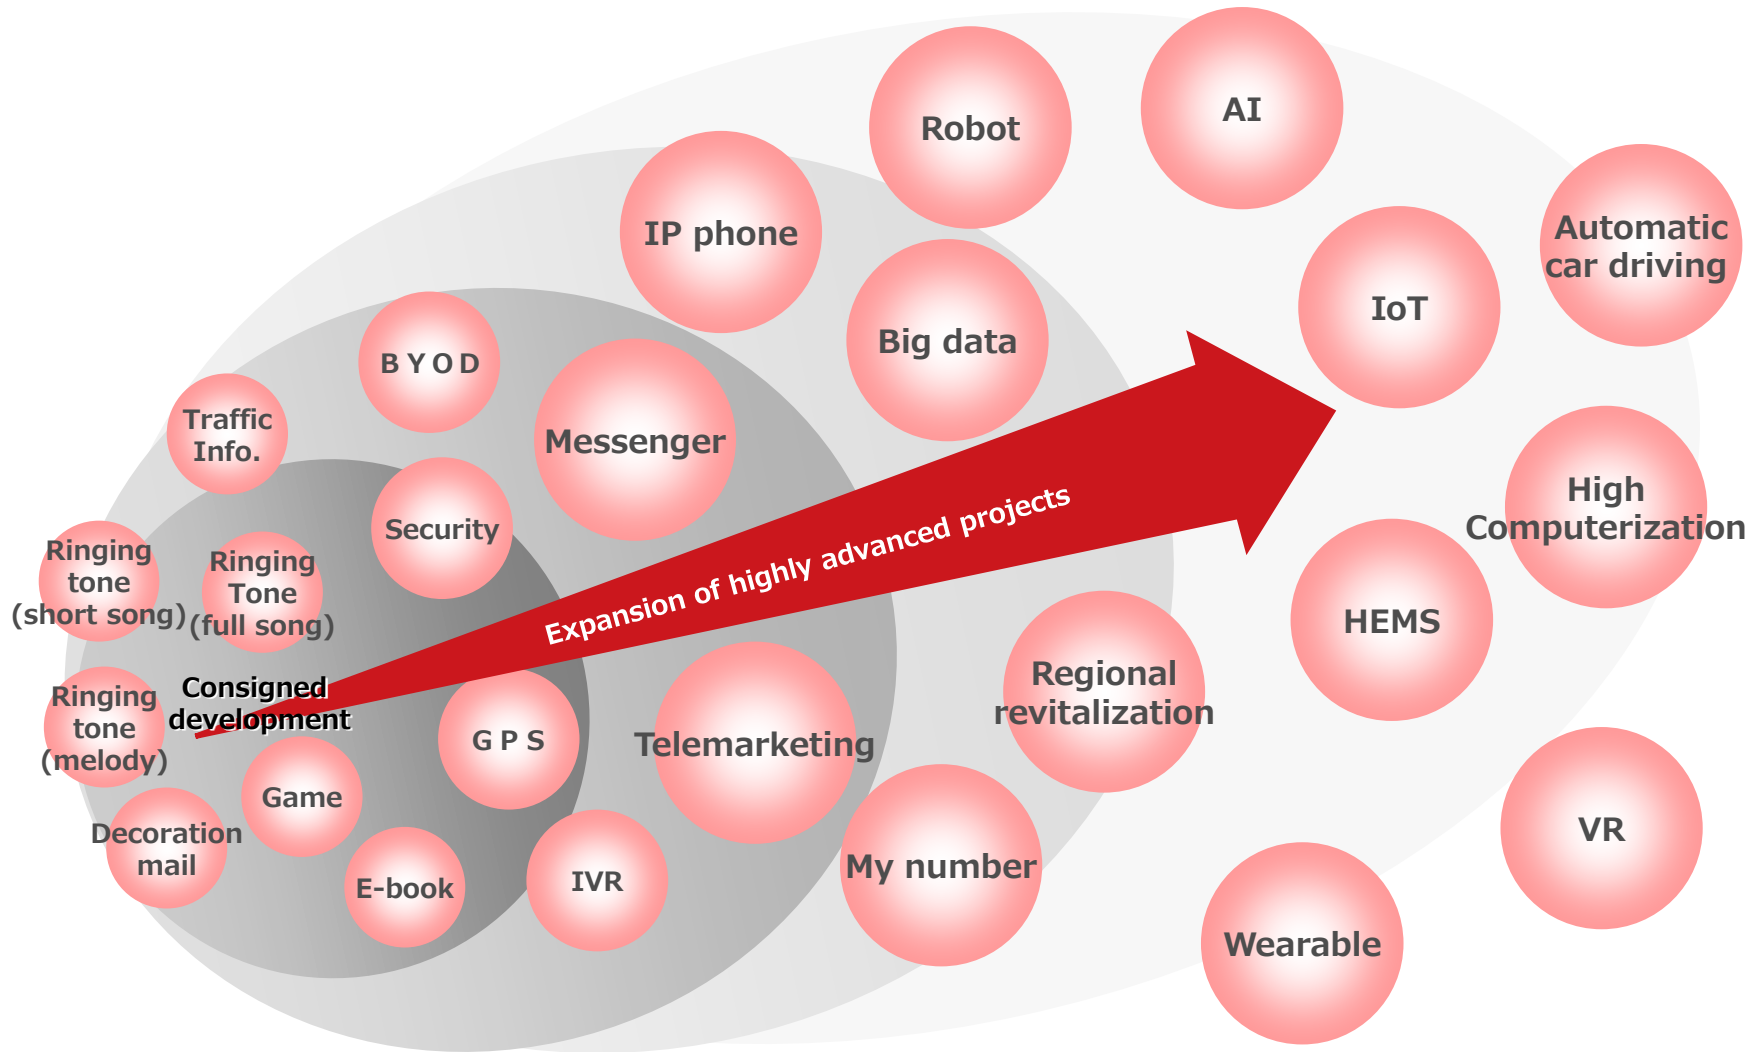 Robot
AI
IP phone
Automatic
car driving
IoT
Big data
B Y O D
Messenger
Traffic
Info.
Security
High
Computerization
Ringing
tone
(short song)
Ringing
Tone
(full song)
Expansion of highly advanced projects
HEMS
Consigned
development
Ringing
tone
(melody)
G P S
Telemarketing
Regional
revitalization
Game
Decoration
mail
E-book
IVR
My number
VR
Wearable